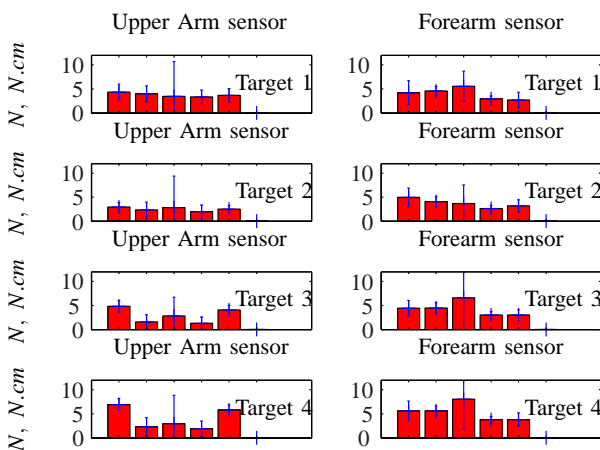 Upper Arm sensor Forearm sensor
N, N.cm 10 5 0 Target 1 10 5 0 Target 1
Upper Arm sensor Forearm sensor
N, N.cm 10 5 0 Target 2 10 5 0 Target 2
Upper Arm sensor Forearm sensor
N, N.cm 10 5 0 Target 3 10 5 0 Target 3
Upper Arm sensor Forearm sensor
N, N.cm 10 5 0 Target 4 10 5 0 Target 4